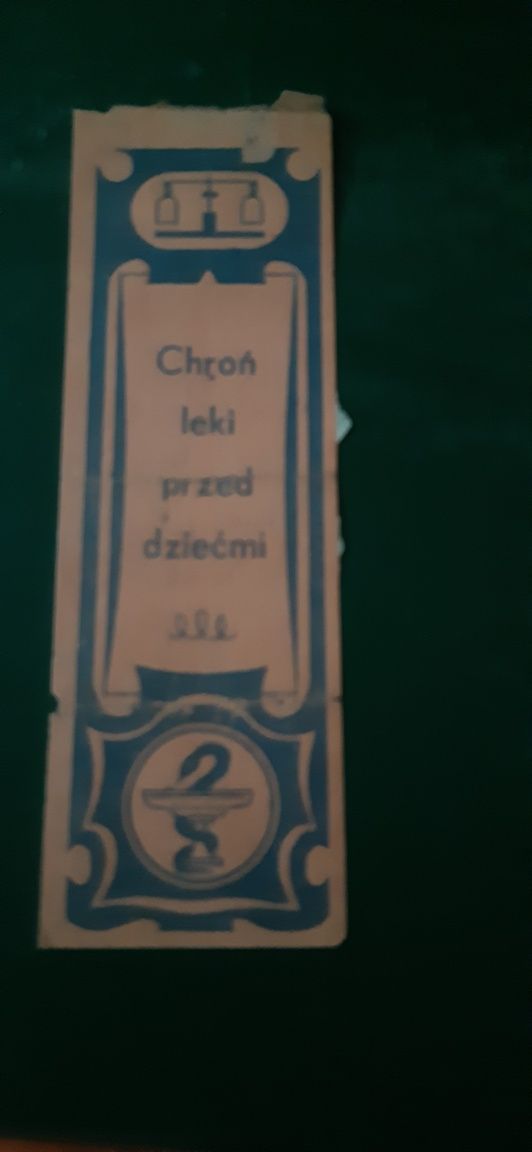 Chroń
leki
przed
dziećmi